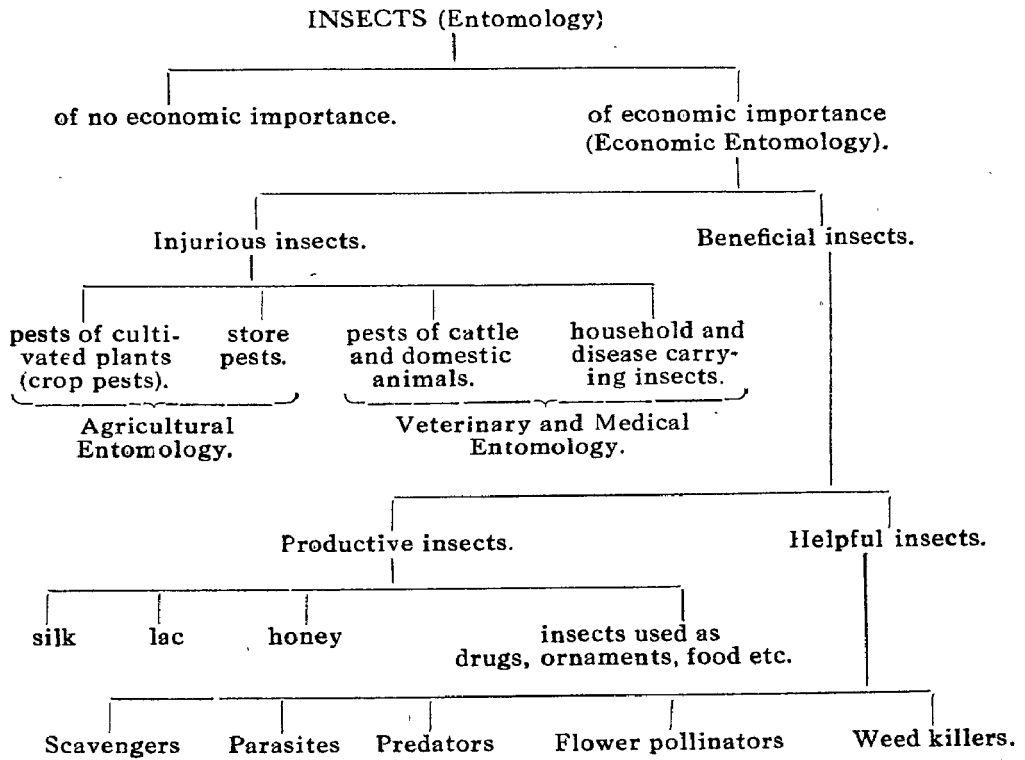 INSECTS (Entomology)
of no economic importance.
of economic importance
(Economic Entomology).
Injurious insects.
Beneficial insects.
pests of culti-
vated plants
(crop pests).
store
pests.
pests of cattle
and domestic
animals.
household and
disease carry-
ing insects.
Agricultural
Entomology.
Veterinary and Medical
Entomology.
Productive insects.
Helpful insects.
silk
lac
honey
insects used as
drugs, ornaments, food etc.
Scavengers
Parasites
Predators
Flower pollinators
Weed killers.